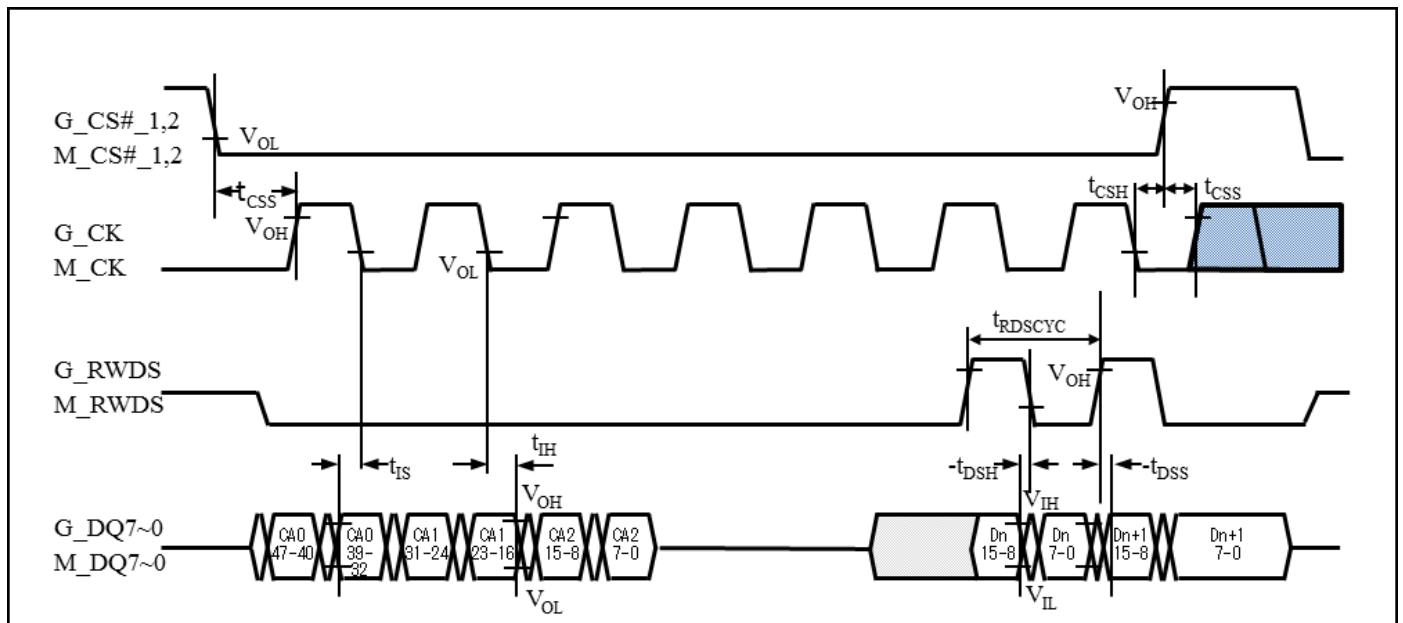 G_CS#_1,2
M_CS#_1,2
VOL
VOH
tCSS
tCSH
tCSS
G_CK
M_CK
VOH
VOL
tRDSCYC
G_RWDS
M_RWDS
VOH
tIS
tIH
-tDSH
-tDSS
G_DQ7~0
M_DQ7~0
VOH
VOL
VIH
VIL
CA0
47-40
CA0
39-
32
CA1
31-24
CA1
23-16
CA2
15-8
CA2
7-0
Dn
15-8
Dn
7-0
Dn+1
15-8
Dn+1
7-0